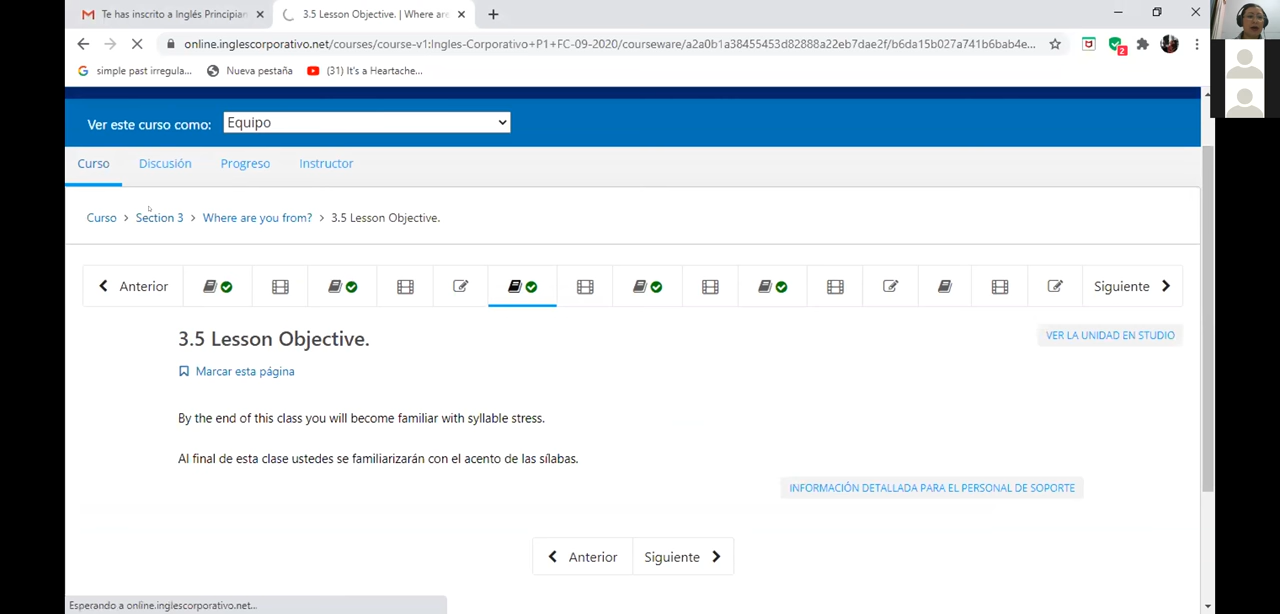 Te has inscrito a Inglés Principian
3.5 Lesson Objective. | Where are
online.inglescorporativo.net/courses/course-v1:Ingles-Corporativo+P1+FC-09-2020/courseware/a2a0b1a38455453d82888a22eb7dae2f/b6da15b027a741b6bab4e...
2
simple past irregula...
Nueva pestaña
(31) It's a Heartache...
Ver este curso como:
Equipo
Curso
Discusión
Progreso
Instructor
Curso > Section 3 > Where are you from? > 3.5 Lesson Objective.
Anterior
Siguiente
3.5 Lesson Objective.
VER LA UNIDAD EN STUDIO
Marcar esta página
By the end of this class you will become familiar with syllable stress.
Al final de esta clase ustedes se familiarizarán con el acento de las sílabas.
INFORMACIÓN DETALLADA PARA EL PERSONAL DE SOPORTE
Anterior
Siguiente
Esperando a online.inglescorporativo.net...